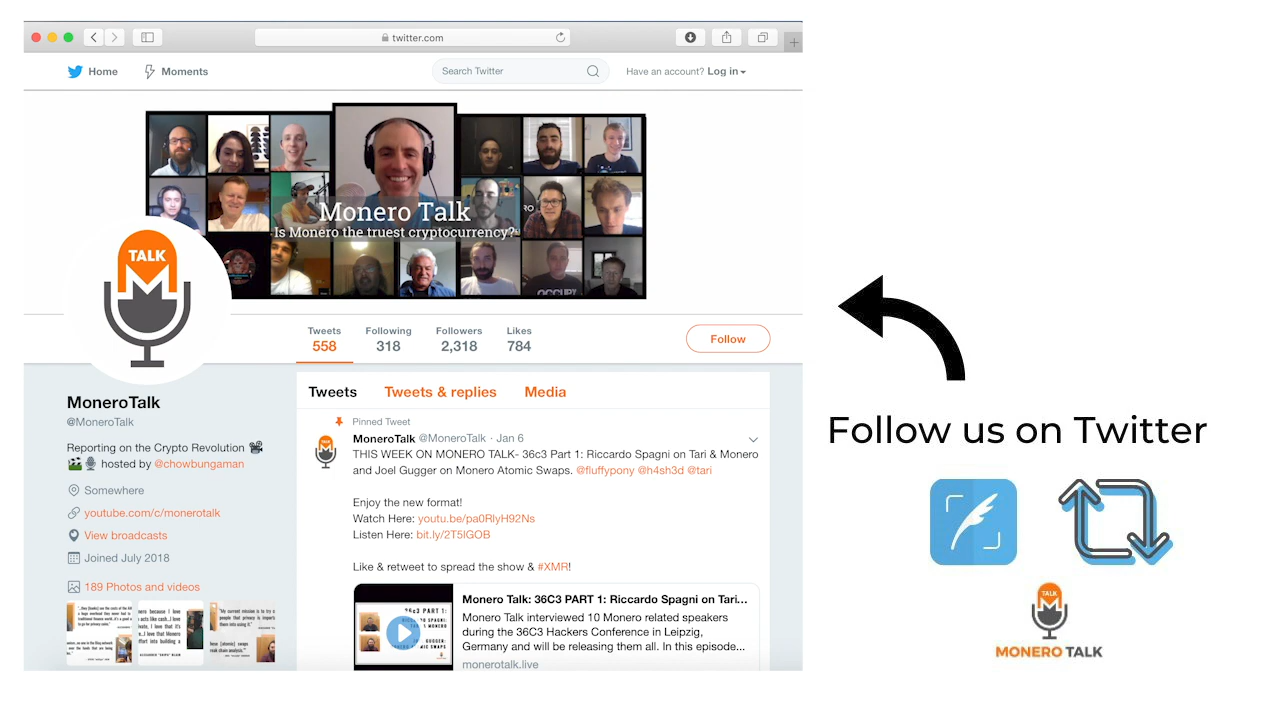 twitter.com
Home
Moments
Search Twitter
Have an account? Log in
Monero Talk
Is Monero the truest cryptocurrency?
TALK
Tweets
Following
Followers
Likes
558
318
2,318
784
Follow
MoneroTalk
@MoneroTalk
Reporting on the Crypto Revolution
hosted by @chowbungaman
Somewhere
youtube.com/c/monerotalk
View broadcasts
Joined July 2018
189 Photos and videos
Tweets
Tweets & replies
Media
Pinned Tweet
MoneroTalk @MoneroTalk · Jan 6
THIS WEEK ON MONERO TALK- 36c3 Part 1: Riccardo Spagni on Tari & Monero
and Joel Gugger on Monero Atomic Swaps. @fluffypony @h4sh3d @tari
Enjoy the new format!
Watch Here: youtu.be/pa0RlyH92Ns
Listen Here: bit.ly/2T5IGOB
Like & retweet to spread the show & #XMR!
36C3 PART 1:
Monero Talk: 36C3 PART 1: Riccardo Spagni on Tari...
Monero Talk interviewed 10 Monero related speakers
during the 36C3 Hackers Conference in Leipzig,
Germany and will be releasing them all. In this episode...
monerotalk.live
Follow us on Twitter
TALK
MONERO TALK